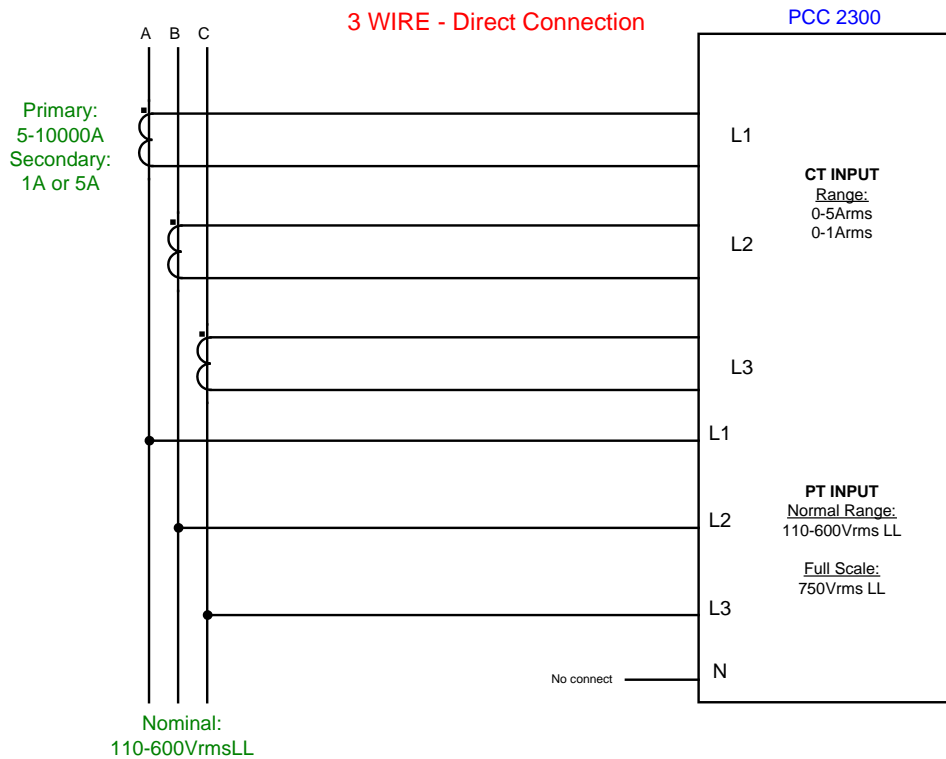 3 WIRE - Direct Connection
PCC 2300
A B C
Primary:
5-10000A
Secondary:
1A or 5A
L1
CT INPUT
Range:
0-5Arms
0-1Arms
L2
L3
L1
PT INPUT
Normal Range:
110-600Vrms LL
Full Scale:
750Vrms LL
L2
L3
No connect
N
Nominal:
110-600VrmsLL